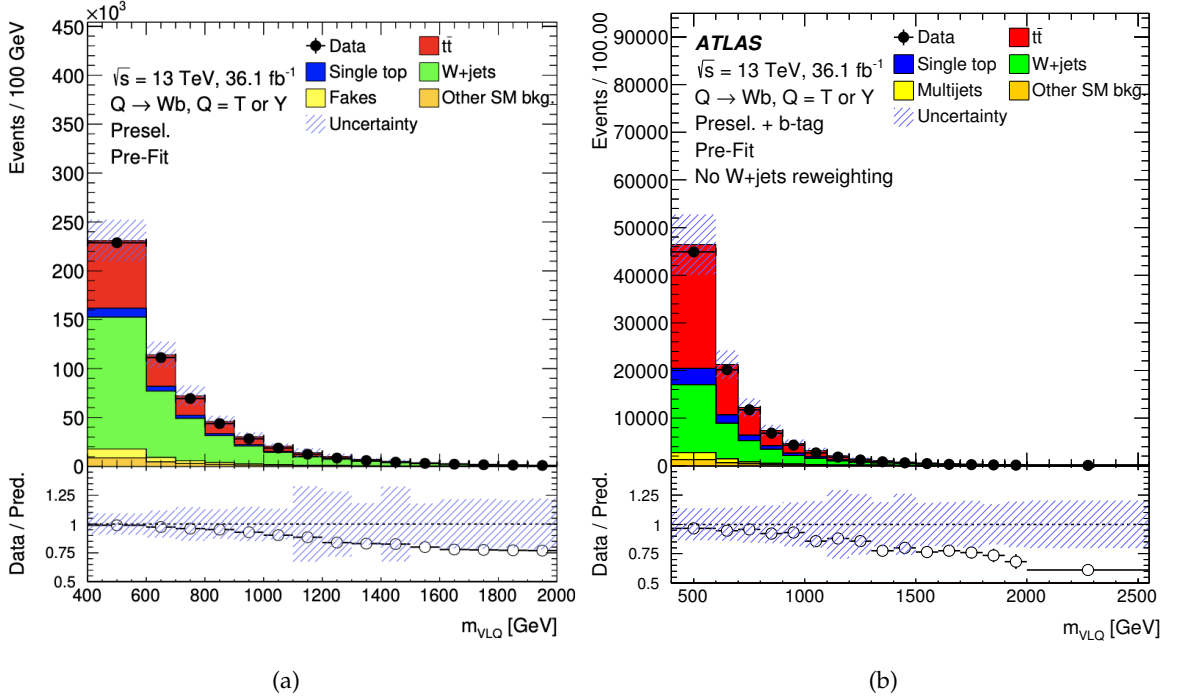 ×10³
Events / 100 GeV
450
400
350
300
250
200
150
100
50
0
Data
tt̄
Single top
W+jets
Fakes
Other SM bkg.
Uncertainty
√s = 13 TeV, 36.1 fb⁻¹
Q → Wb, Q = T or Y
Presel.
Pre-Fit
Data / Pred.
1.25
1
0.75
0.5
400 600 800 1000 1200 1400 1600 1800 2000
m_VLQ [GeV]
(a)
Events / 100.00
90000
80000
70000
60000
50000
40000
30000
20000
10000
0
ATLAS
√s = 13 TeV, 36.1 fb⁻¹
Q → Wb, Q = T or Y
Presel. + b-tag
Pre-Fit
No W+jets reweighting
Data
tt̄
Single top
W+jets
Multijets
Other SM bkg.
Uncertainty
Data / Pred.
1.25
1
0.75
0.5
500 1000 1500 2000 2500
m_VLQ [GeV]
(b)